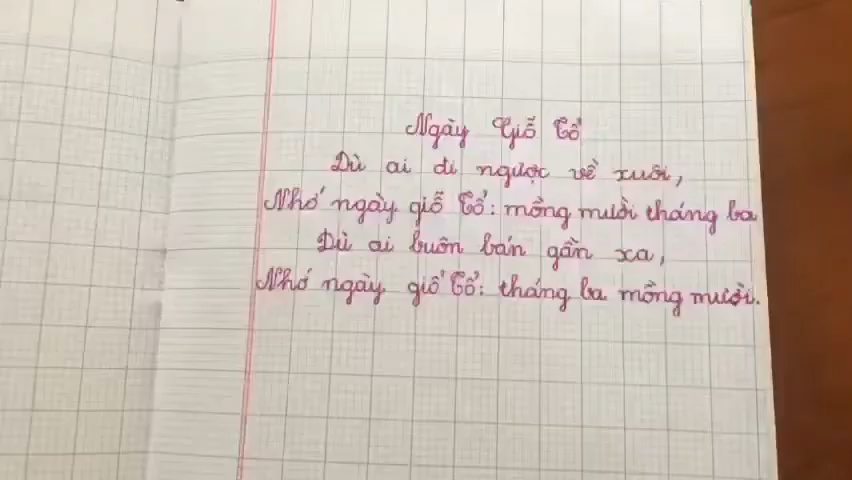 Ngày Giỗ Tổ
Dù ai đi ngược về xuôi,
Nhớ ngày giỗ Tổ: mồng mười tháng ba
Dù ai buôn bán gần xa,
Nhớ ngày giỗ Tổ: tháng ba mồng mười.